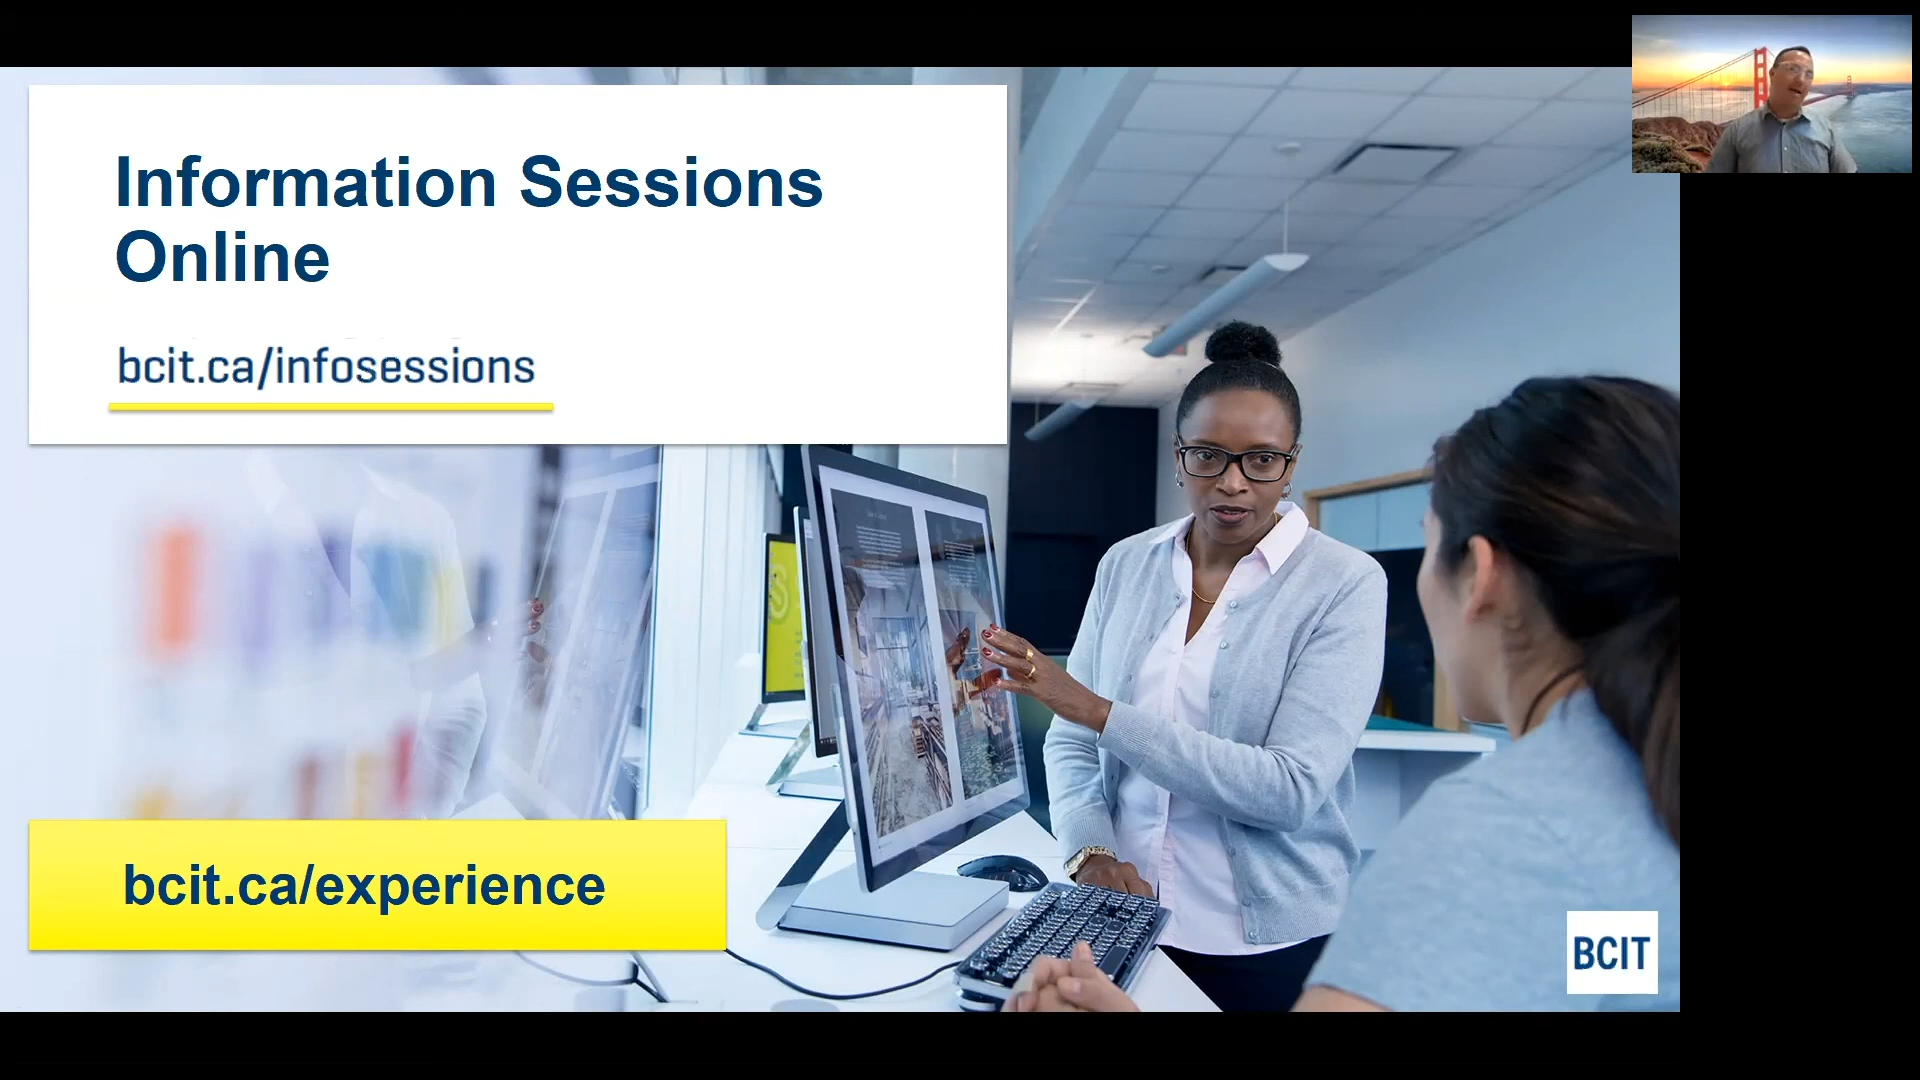 Information Sessions
Online
bcit.ca/infosessions
bcit.ca/experience
BCIT